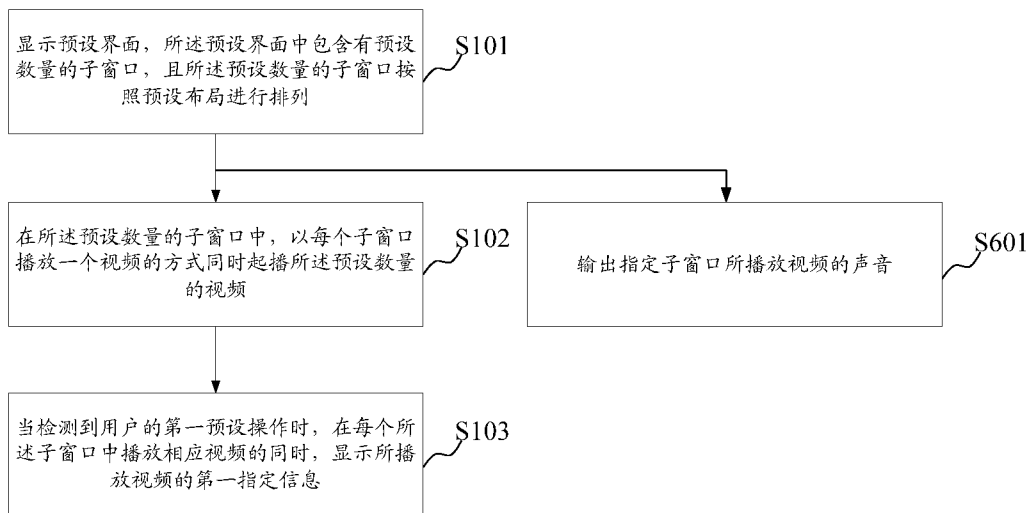 显示预设界面，所述预设界面中包含有预设
数量的子窗口，且所述预设数量的子窗口按
照预设布局进行排列
S101
在所述预设数量的子窗口中，以每个子窗口
播放一个视频的方式同时起播所述预设数量
的视频
S102
输出指定子窗口所播放视频的声音
S601
当检测到用户的第一预设操作时，在每个所
述子窗口中播放相应视频的同时，显示所播
放视频的第一指定信息
S103